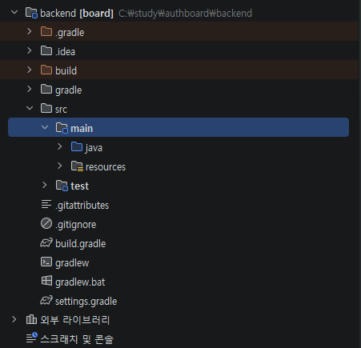 backend [board] C:₩study₩authboard₩backend
.gradle
.idea
build
gradle
src
main
java
resources
test
.gitattributes
.gitignore
build.gradle
gradlew
gradlew.bat
settings.gradle
외부 라이브러리
스크래치 및 콘솔